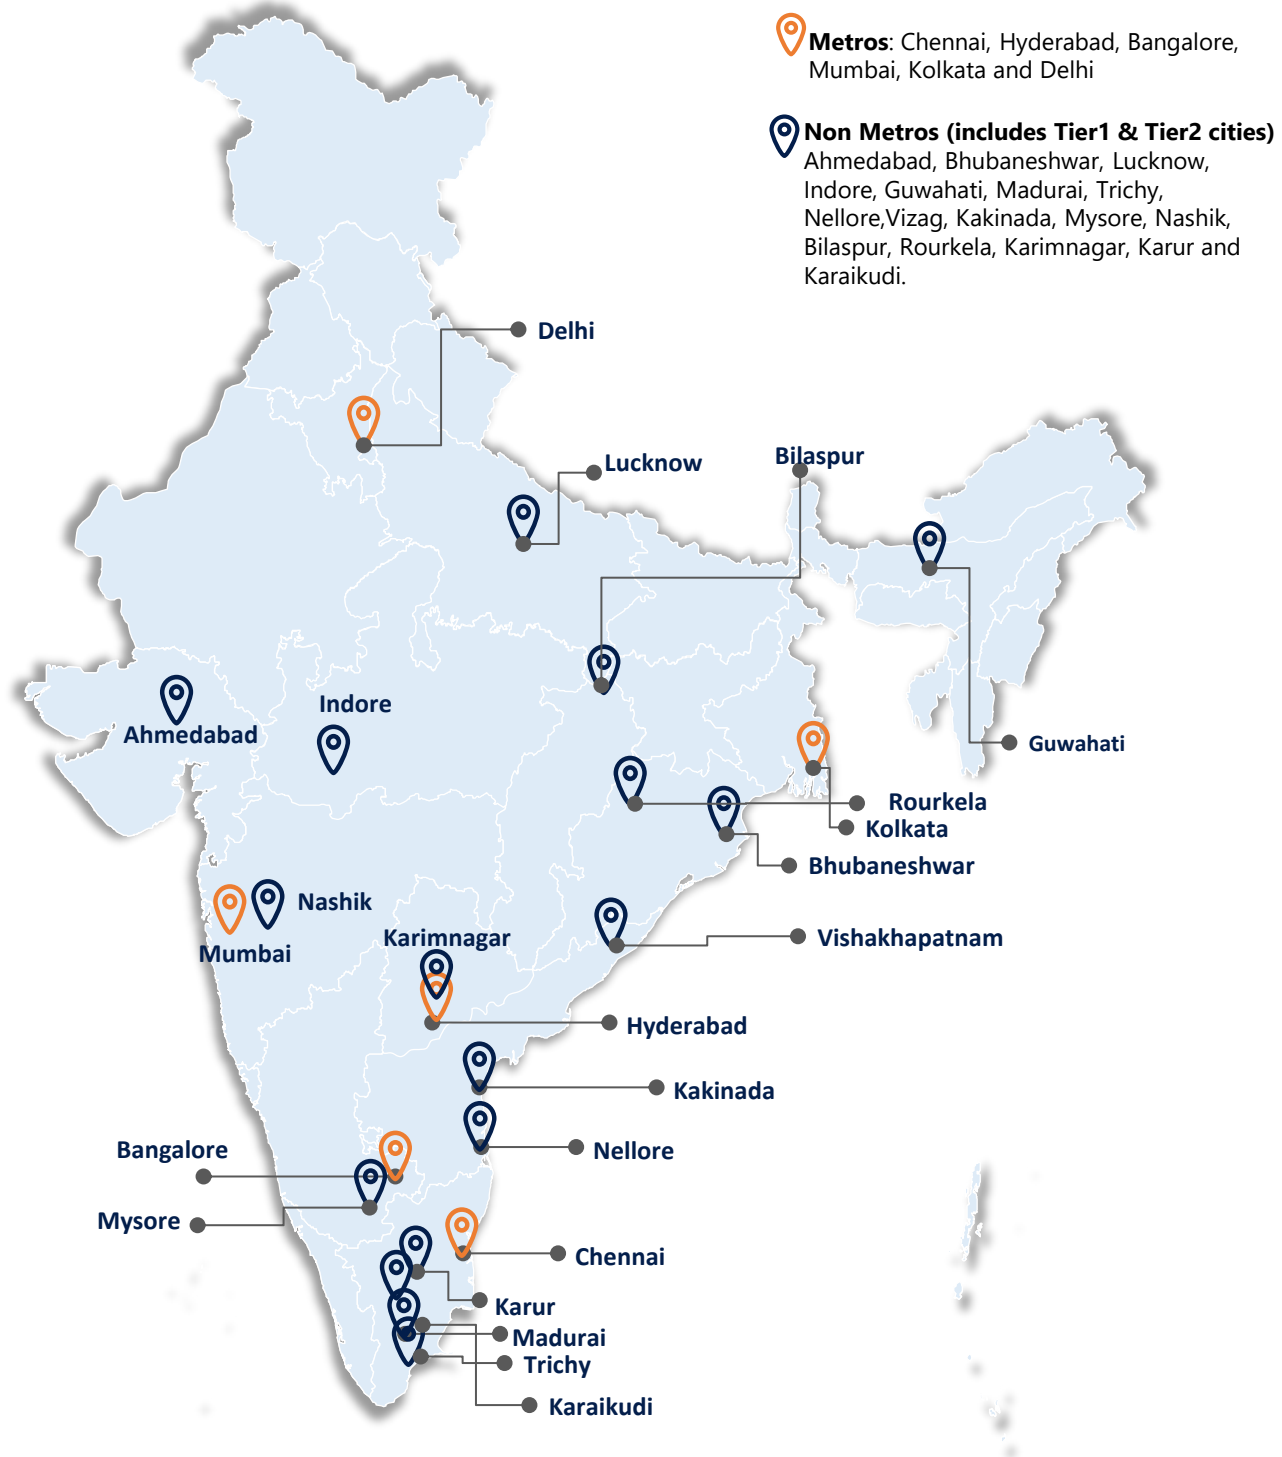 Metros: Chennai, Hyderabad, Bangalore,
Mumbai, Kolkata and Delhi
Non Metros (includes Tier1 & Tier2 cities)
Ahmedabad, Bhubaneshwar, Lucknow,
Indore, Guwahati, Madurai, Trichy,
Nellore,Vizag, Kakinada, Mysore, Nashik,
Bilaspur, Rourkela, Karimnagar, Karur and
Karaikudi.
Delhi
Lucknow
Bilaspur
Indore
Ahmedabad
Guwahati
Rourkela
Kolkata
Bhubaneshwar
Nashik
Mumbai
Karimnagar
Vishakhapatnam
Hyderabad
Kakinada
Bangalore
Nellore
Mysore
Chennai
Karur
Madurai
Trichy
Karaikudi